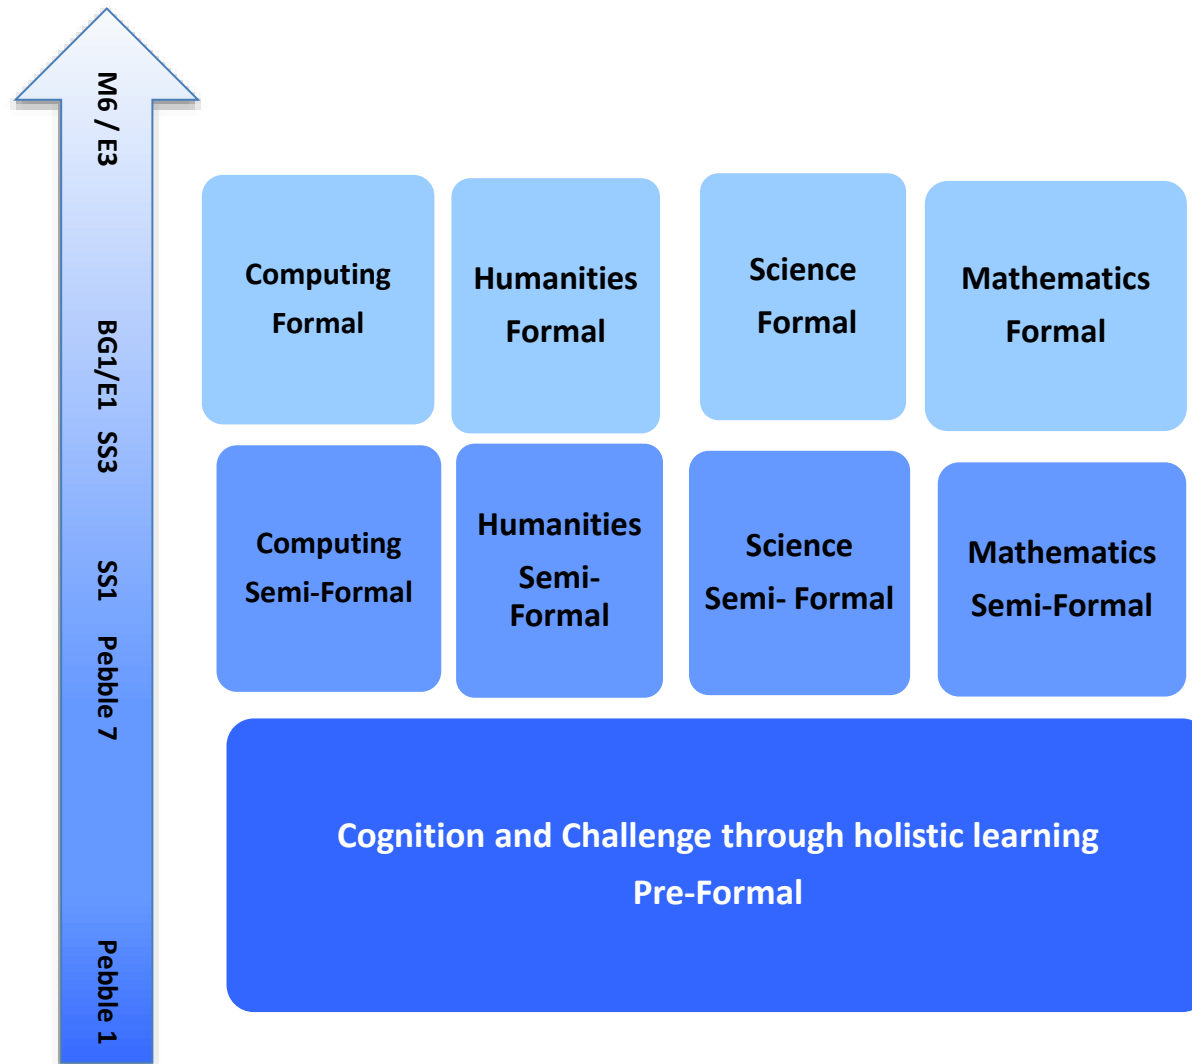 M6 / E3
BG1/E1
SS3
SS1
Pebble 7
Pebble 1
Computing
Formal
Humanities
Formal
Science
Formal
Mathematics
Formal
Computing
Semi-Formal
Humanities
Semi-
Formal
Science
Semi- Formal
Mathematics
Semi-Formal
Cognition and Challenge through holistic learning
Pre-Formal